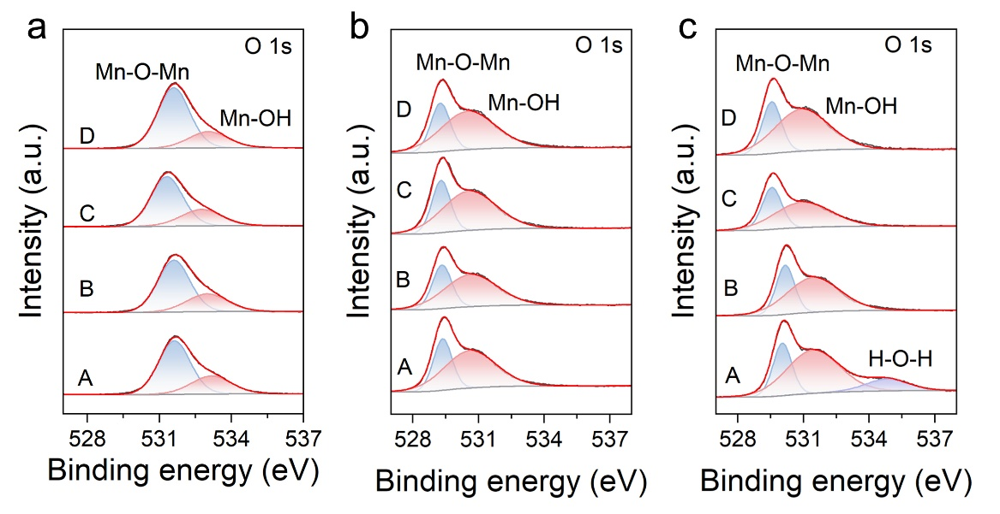 a
O 1s
Mn-O-Mn
Mn-OH
D
C
B
A
Intensity (a.u.)
528 531 534 537
Binding energy (eV)
b
O 1s
Mn-O-Mn
Mn-OH
D
C
B
A
Intensity (a.u.)
528 531 534 537
Binding energy (eV)
c
O 1s
Mn-O-Mn
Mn-OH
D
C
B
H-O-H
A
Intensity (a.u.)
528 531 534 537
Binding energy (eV)